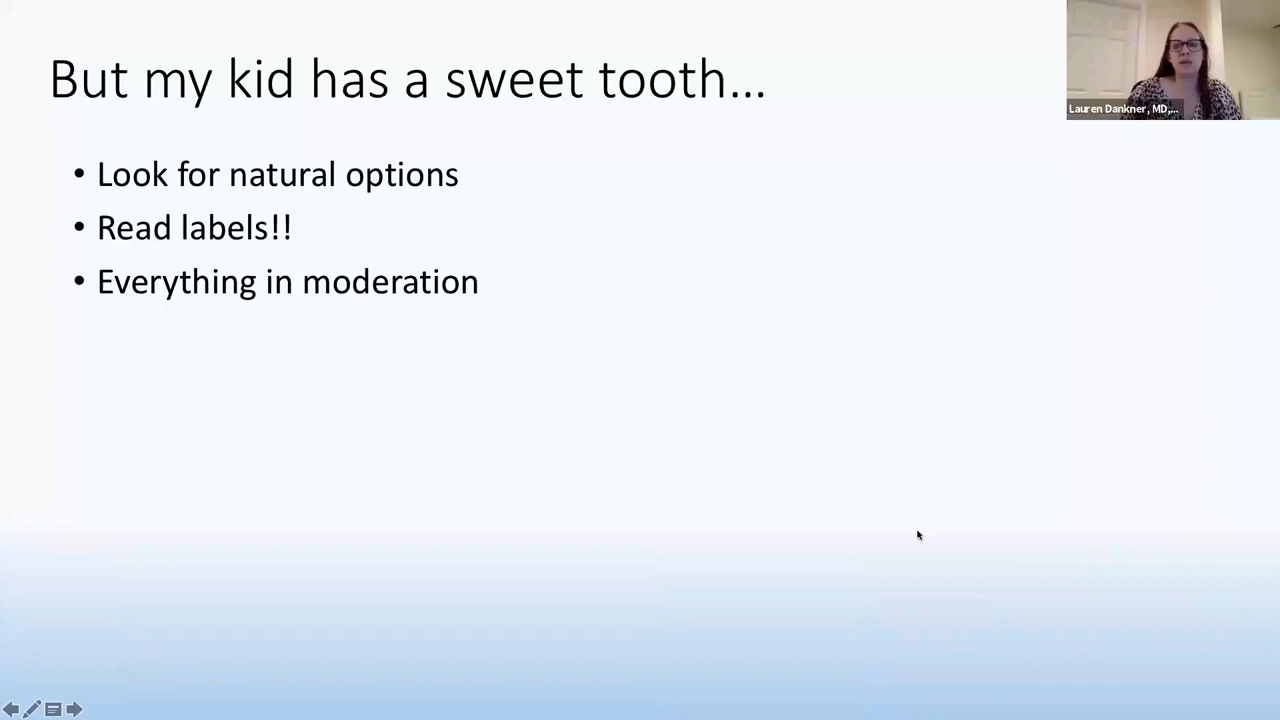 But my kid has a sweet tooth...
• Look for natural options
• Read labels!!
• Everything in moderation
Lauren Dankner, MD,...